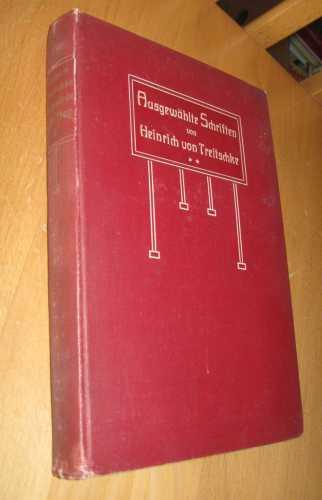 Ausgewählte Schriften
von
Heinrich von Treitschke
**